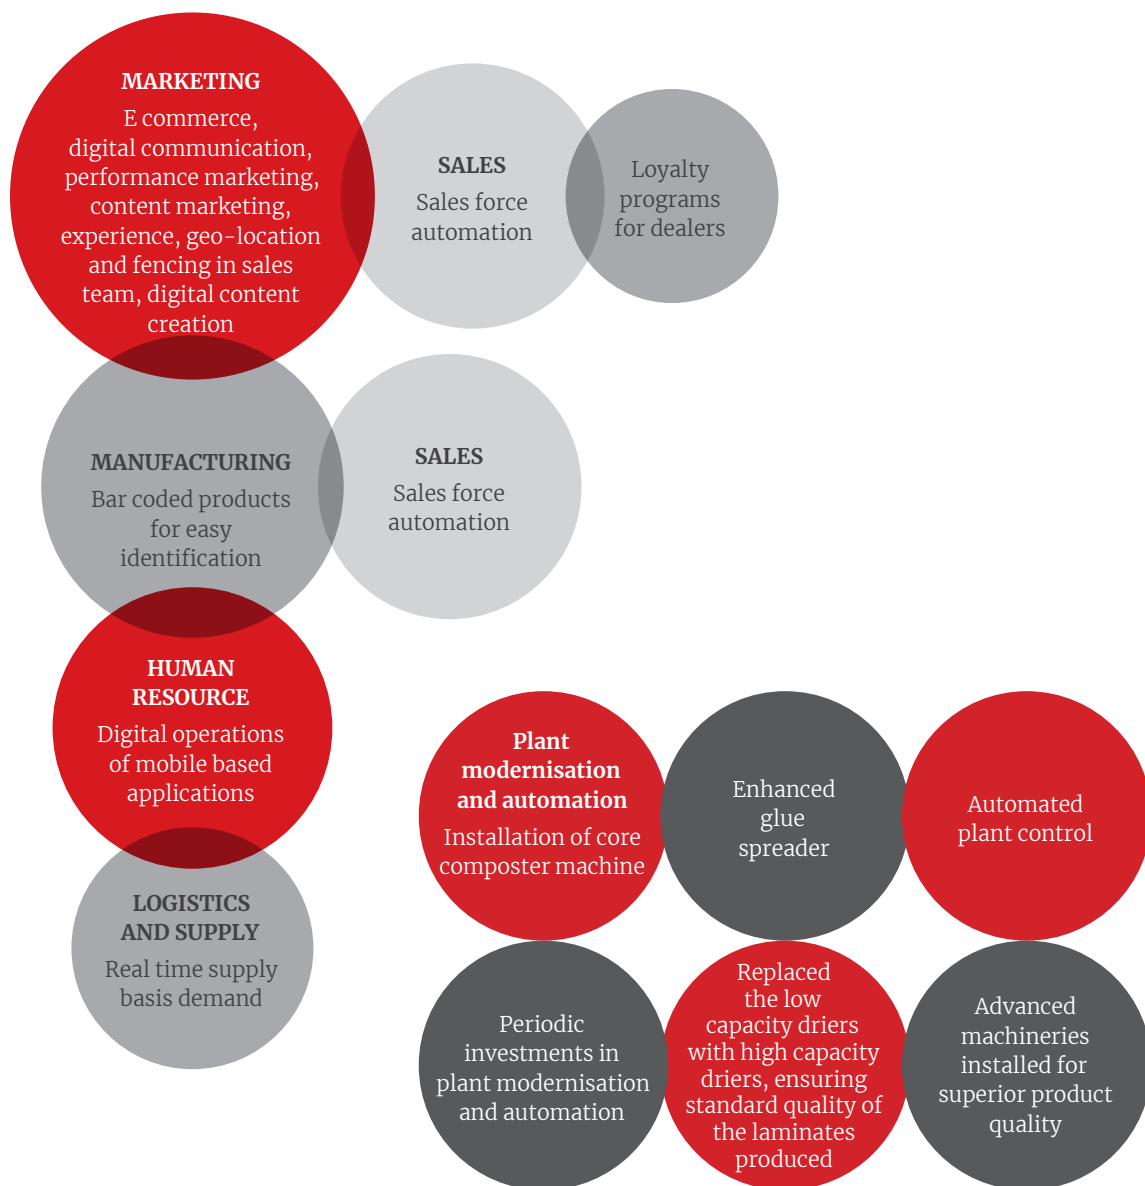 MARKETING
E commerce,
digital communication,
performance marketing,
content marketing,
experience, geo-location
and fencing in sales
team, digital content
creation
SALES
Sales force
automation
Loyalty
programs
for dealers
MANUFACTURING
Bar coded products
for easy
identification
SALES
Sales force
automation
HUMAN
RESOURCE
Digital operations
of mobile based
applications
LOGISTICS
AND SUPPLY
Real time supply
basis demand
Plant
modernisation
and automation
Installation of core
composter machine
Enhanced
glue
spreader
Automated
plant control
Periodic
investments in
plant modernisation
and automation
Replaced
the low
capacity driers
with high capacity
driers, ensuring
standard quality of
the laminates
produced
Advanced
machineries
installed for
superior product
quality